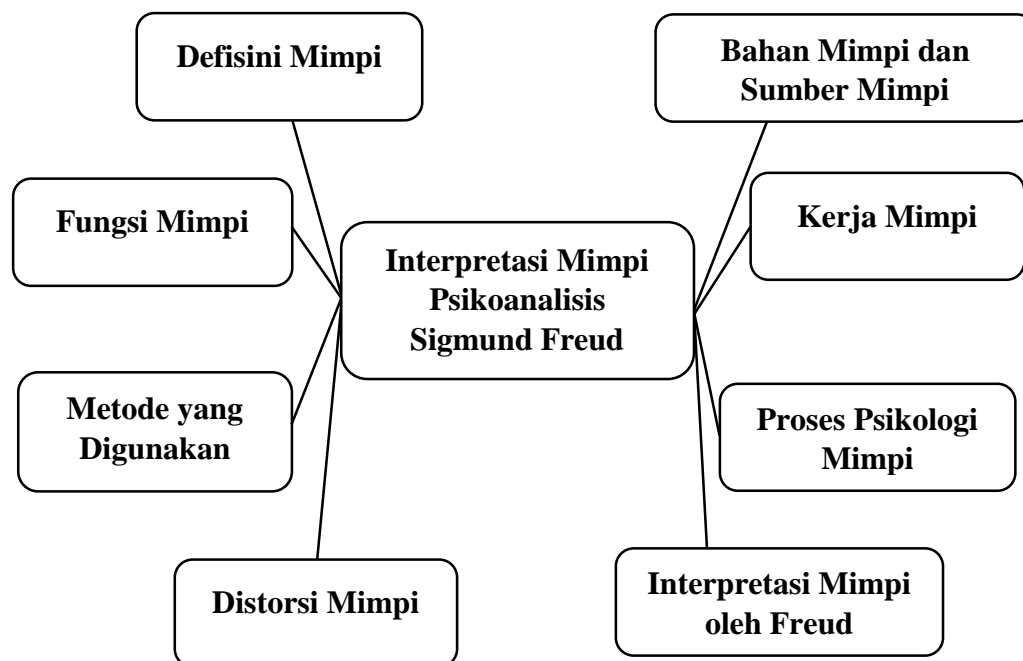 Defisini Mimpi
Bahan Mimpi dan
Sumber Mimpi
Fungsi Mimpi
Interpretasi Mimpi
Psikoanalisis
Sigmund Freud
Kerja Mimpi
Metode yang
Digunakan
Proses Psikologi
Mimpi
Distorsi Mimpi
Interpretasi Mimpi
oleh Freud